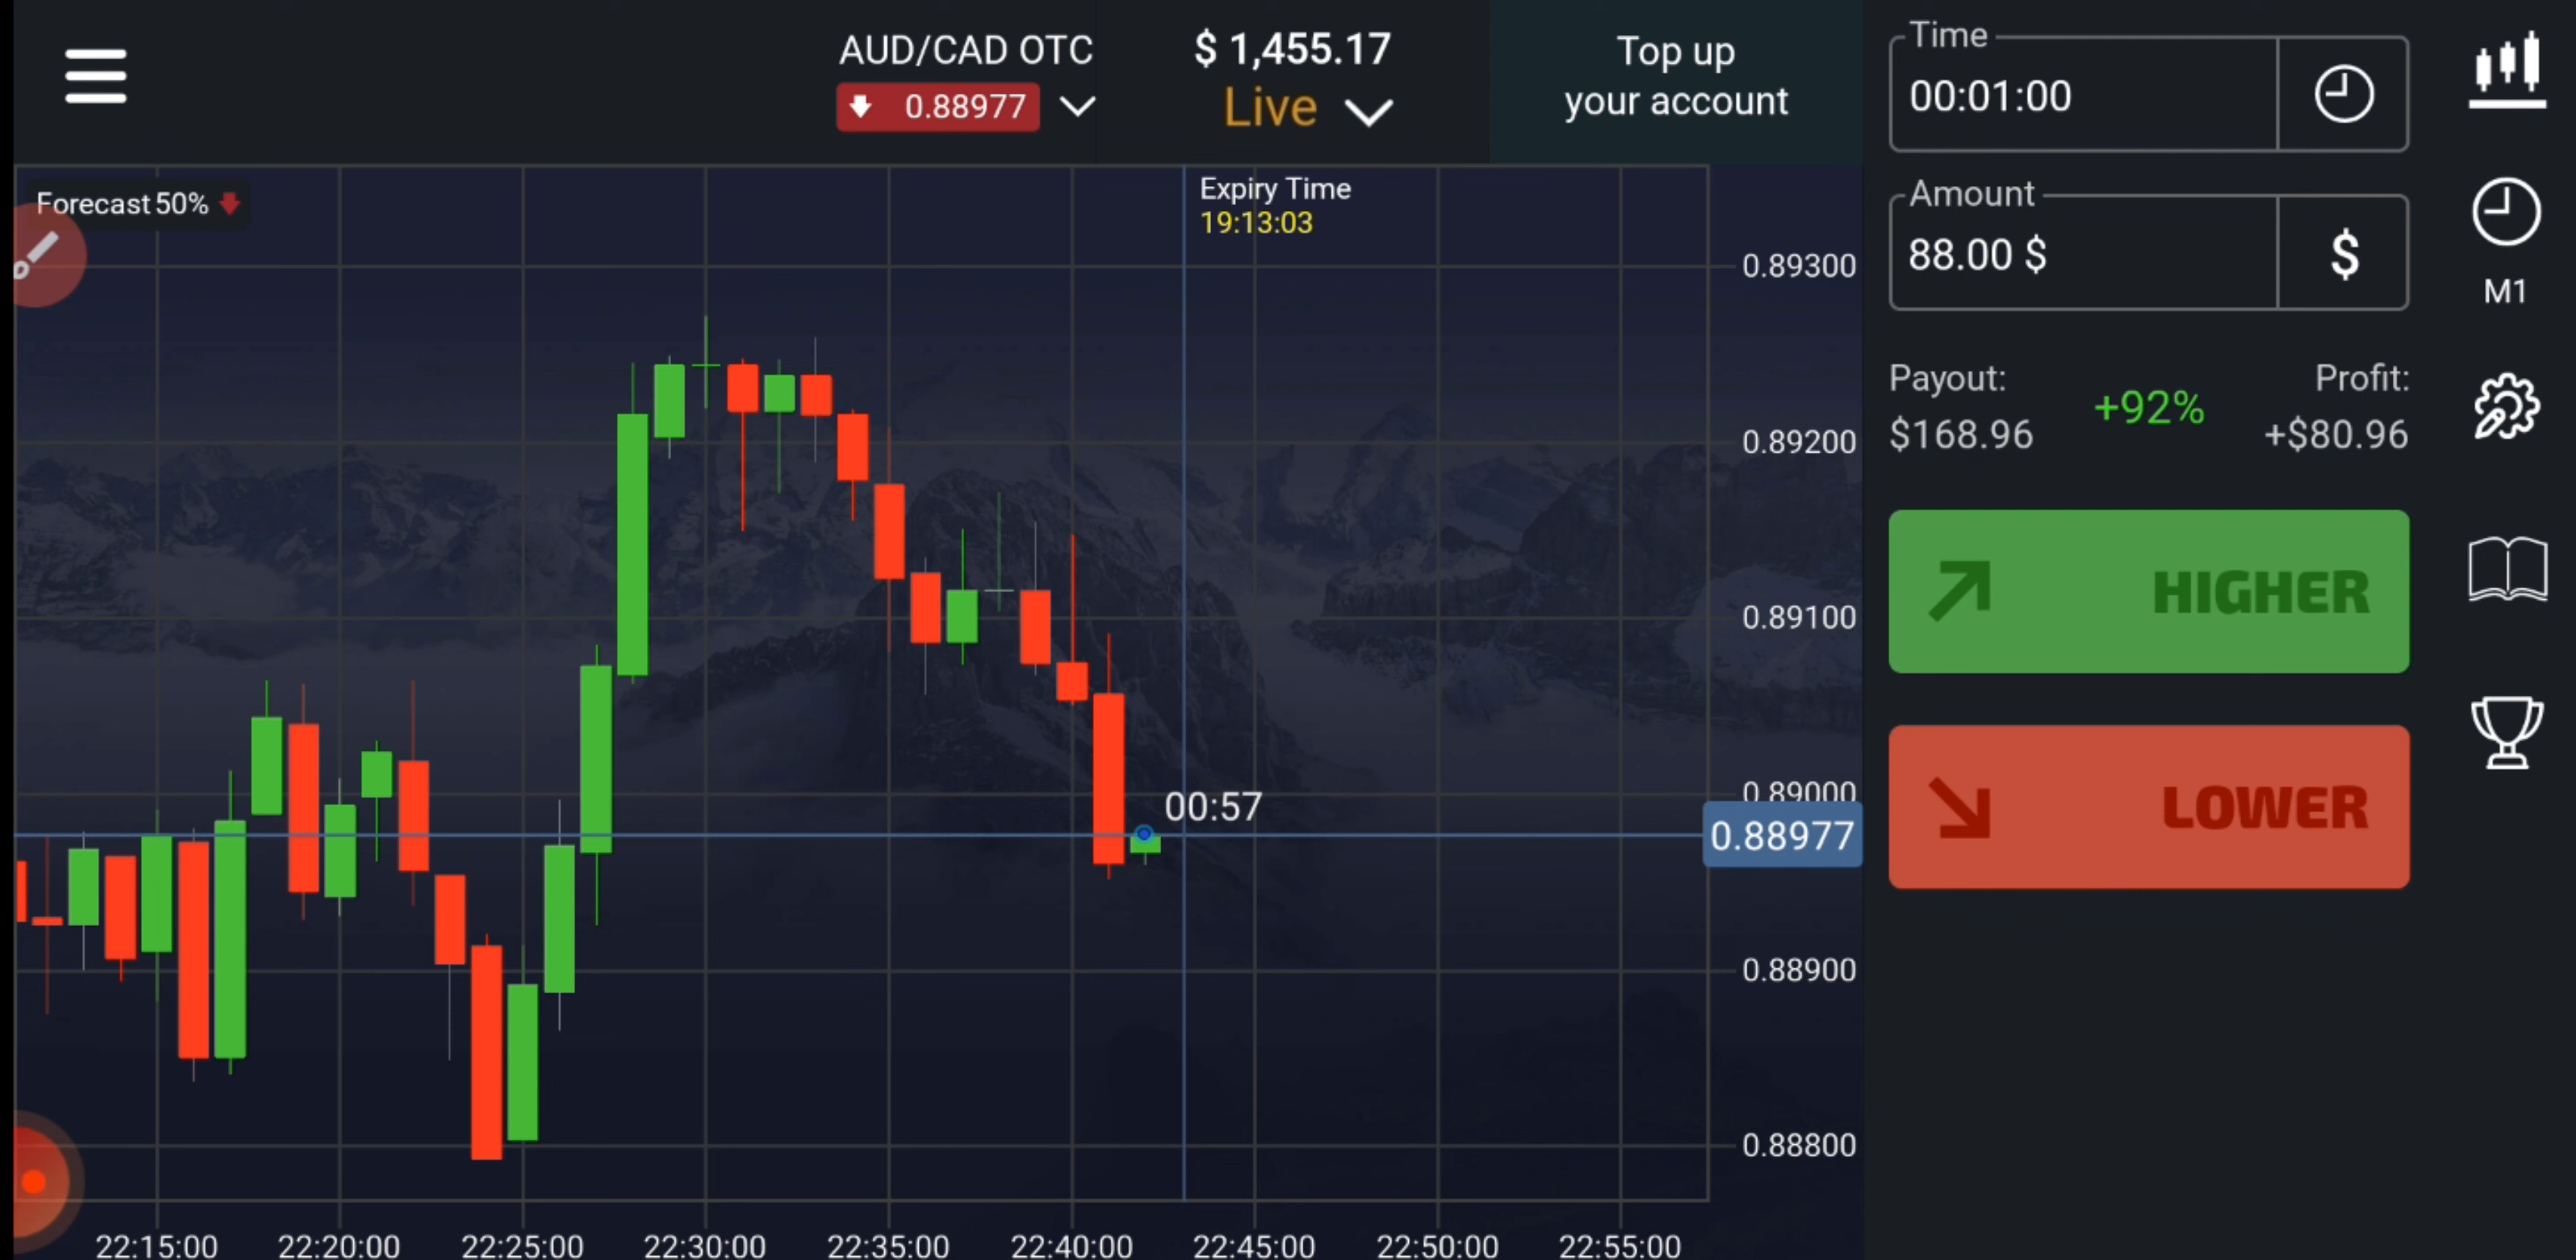 AUD/CAD OTC
0.88977
$ 1,455.17
Live
Top up
your account
Time
00:01:00
Amount
88.00 $
$
M1
Payout:
$168.96
+92%
Profit:
+$80.96
HIGHER
LOWER
Forecast 50%
Expiry Time
19:13:03
00:57
0.89300
0.89200
0.89100
0.89000
0.88977
0.88900
0.88800
22:15:00 22:20:00 22:25:00 22:30:00 22:35:00 22:40:00 22:45:00 22:50:00 22:55:00